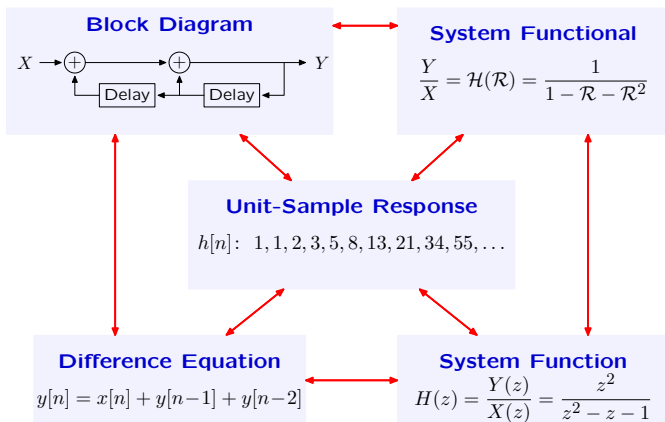 Block Diagram
X + + Y
Delay Delay
System Functional
Y/X = H(R) = 1/(1 − R − R²)
Unit-Sample Response
h[n]: 1, 1, 2, 3, 5, 8, 13, 21, 34, 55, . . .
Difference Equation
y[n] = x[n] + y[n−1] + y[n−2]
System Function
H(z) = Y(z)/X(z) = z²/(z² − z − 1)